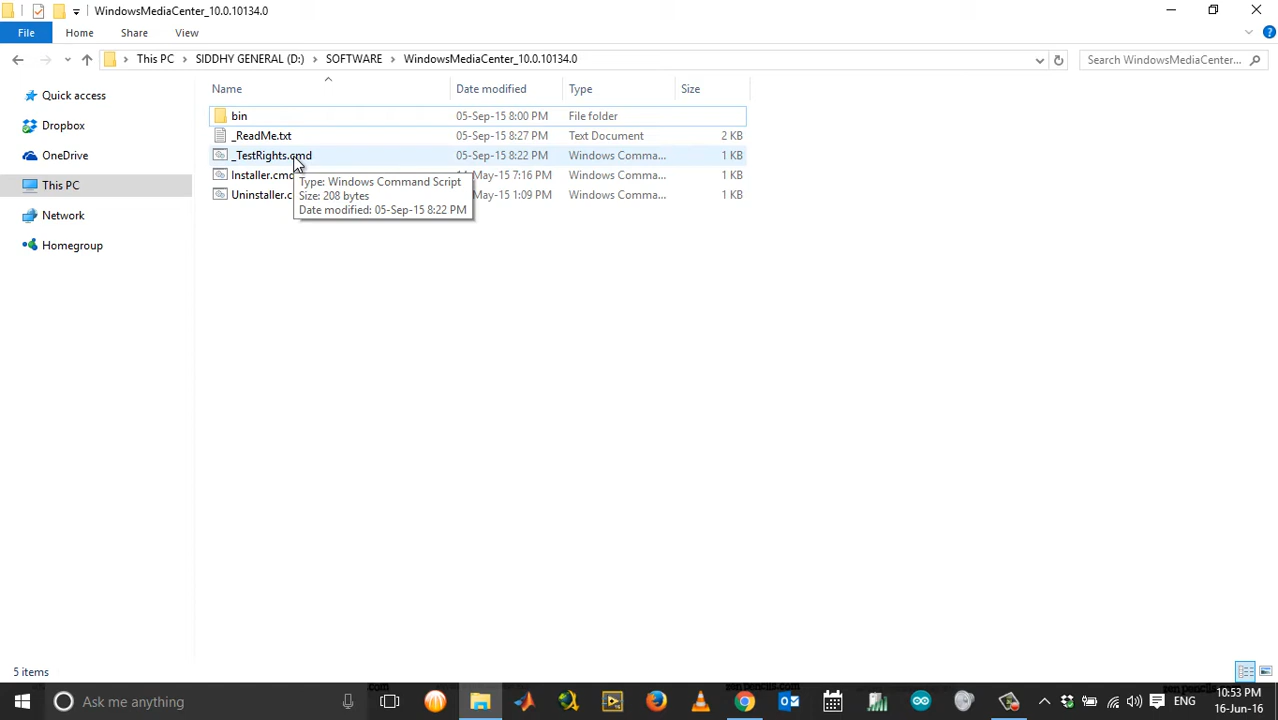 WindowsMediaCenter_10.0.10134.0
File Home Share View
This PC SIDDHY GENERAL (D:) SOFTWARE WindowsMediaCenter_10.0.10134.0
Search WindowsMediaCenter...
Name Date modified Type Size
Quick access
Dropbox
OneDrive
This PC
Network
Homegroup
bin 05-Sep-15 8:00 PM File folder
_ReadMe.txt 05-Sep-15 8:27 PM Text Document 2 KB
_TestRights.cmd 05-Sep-15 8:22 PM Windows Comma... 1 KB
Installer.cmd May-15 7:16 PM Windows Comma... 1 KB
Uninstaller.c May-15 1:09 PM Windows Comma... 1 KB
Type: Windows Command Script
Size: 208 bytes
Date modified: 05-Sep-15 8:22 PM
5 items
Ask me anything
ENG
10:53 PM
16-Jun-16